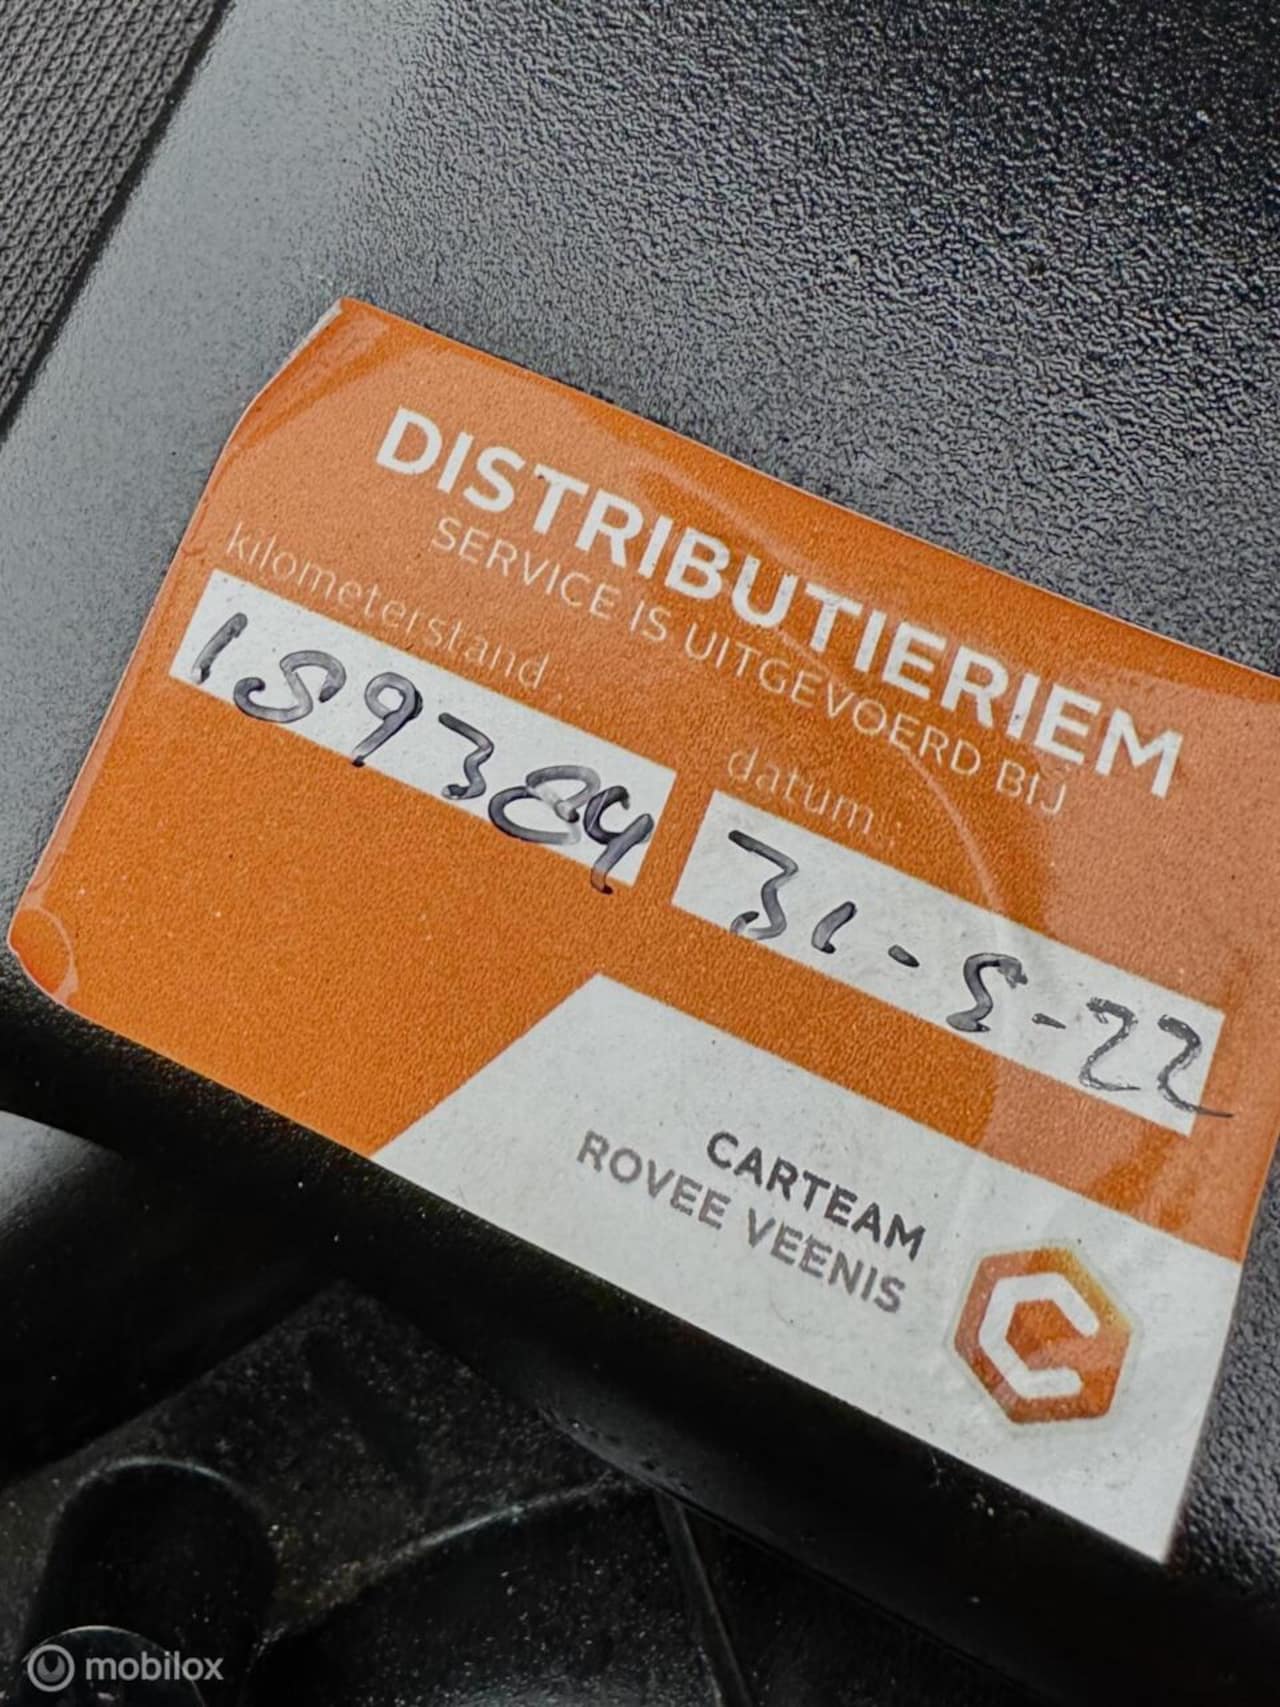 DISTRIBUTIERIEM
SERVICE IS UITGEVOERD BIJ
kilometerstand :
159384
datum :
31-5-22
CARTEAM
ROVEE VEENIS
mobilox